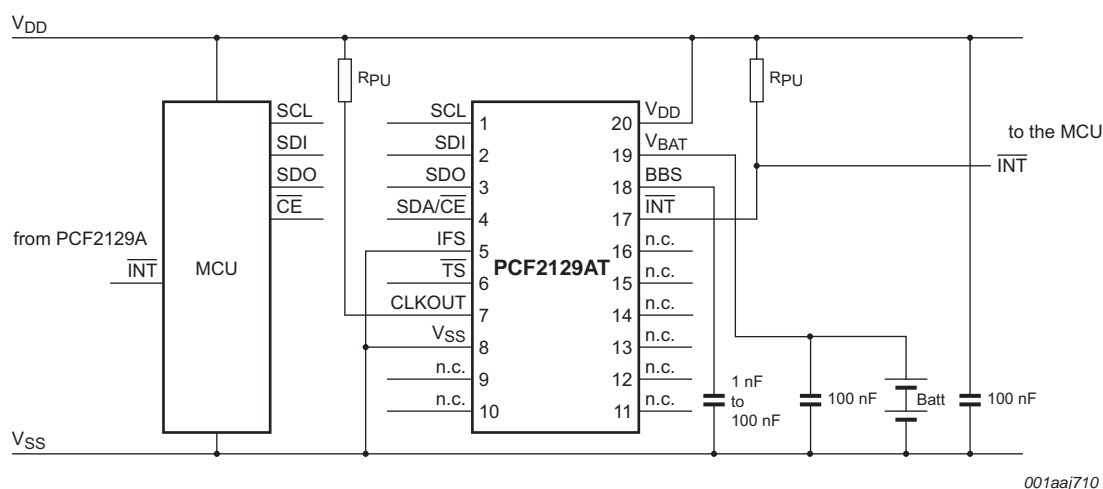 VDD
RPU
RPU
SCL
SDI
SDO
CE
from PCF2129A
INT
MCU
SCL
1
SDI
2
SDO
3
SDA/CE
4
IFS
5
TS
6
CLKOUT
7
VSS
8
n.c.
9
n.c.
10
PCF2129AT
VDD
20
VBAT
19
BBS
18
INT
17
n.c.
16
n.c.
15
n.c.
14
n.c.
13
n.c.
12
n.c.
11
to the MCU
INT
1 nF
to
100 nF
100 nF
Batt
100 nF
VSS
001aaj710